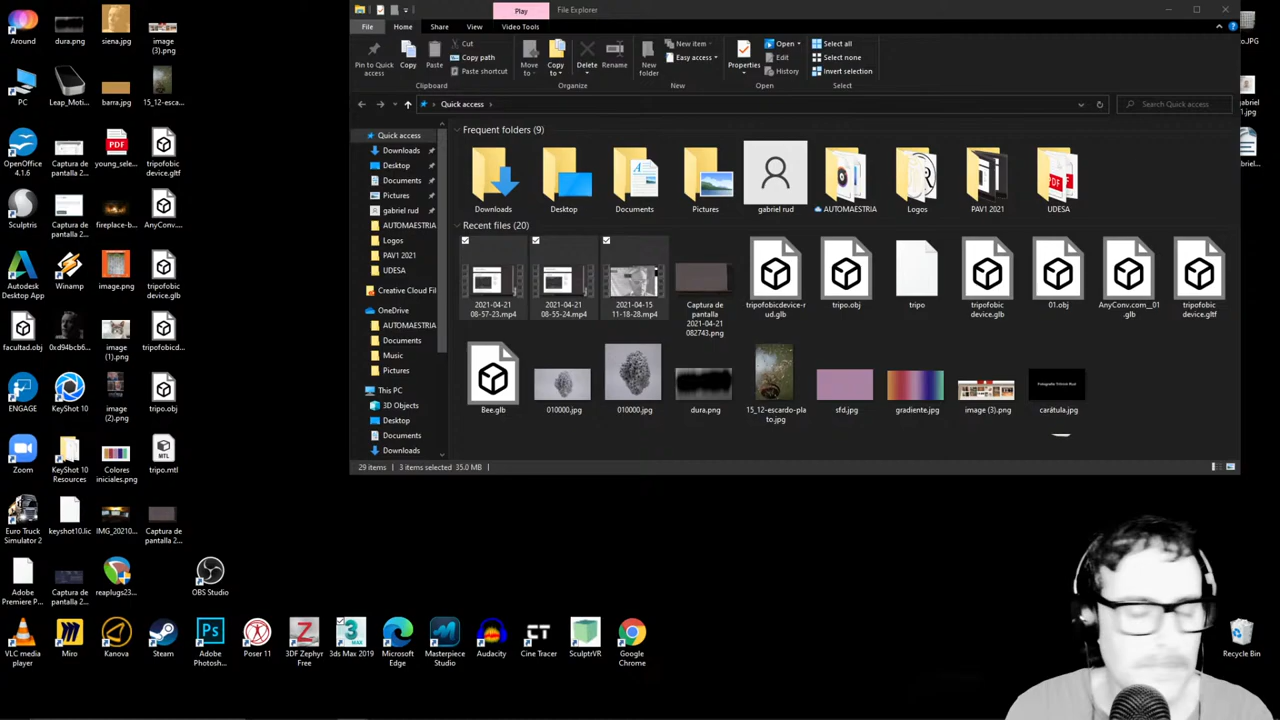 Play
File Explorer
File
Home
Share
View
Video Tools
Pin to Quick
access
Copy
Paste
Cut
Copy path
Paste shortcut
Move
to
Copy
to
Delete
Rename
New
folder
New item
Easy access
Properties
Open
Edit
History
Select all
Select none
Invert selection
Clipboard
Organize
New
Open
Select
Quick access
Search Quick Access
Quick access
Downloads
Desktop
Documents
Pictures
gabriel rud
AUTOMAESTRIA
Logos
PAV1 2021
UDESA
Creative Cloud Fil
OneDrive
AUTOMAESTRIA
Documents
Music
Pictures
This PC
3D Objects
Desktop
Documents
Downloads
Frequent folders (9)
Downloads
Desktop
Documents
Pictures
gabriel rud
AUTOMAESTRIA
Logos
PAV1 2021
UDESA
Recent files (20)
2021-04-21
08-57-23.mp4
2021-04-21
08-55-24.mp4
2021-04-15
11-18-28.mp4
Captura de
pantalla
2021-04-21
082743.png
tripofobicdevice-r
ud.glb
tripo.obj
tripo
tripofobic
device.glb
01.obj
AnyConv.com__01
.glb
tripofobic
device.gltf
Bee.glb
010000.jpg
010000.jpg
dura.png
15_12-escardo-pla
to.jpg
sfd.jpg
gradiente.jpg
image (3).png
carátula.jpg
29 items
3 items selected 35.0 MB
Around
dura.png
siena.jpg
image
(3).png
PC
Leap_Moti...
barra.jpg
15_12-esca...
OpenOffice
4.1.6
Captura de
pantalla 2...
young_sele...
tripofobic
device.gltf
Sculptris
Captura de
pantalla 2...
fireplace-b...
AnyConv....
Autodesk
Desktop App
Winamp
image.png
tripofobic
device.glb
facultad.obj
0xd94bcb6...
image
(1).png
tripofobicd...
ENGAGE
KeyShot 10
image
(2).png
tripo.obj
Zoom
KeyShot 10
Resources
Colores
iniciales.png
MTL
tripo.mtl
Euro Truck
Simulator 2
keyshot10.lic
IMG_20210...
Captura de
pantalla 2...
Adobe
Premiere P...
Captura de
pantalla 2...
reaplugs23...
OBS Studio
VLC media
player
Miro
Kanova
Steam
Ps
Adobe
Photosh...
Poser 11
3DF Zephyr
Free
3ds Max 2019
Microsoft
Edge
Masterpiece
Studio
Audacity
CT
Cine Tracer
SculptrVR
Google
Chrome
Recycle Bin